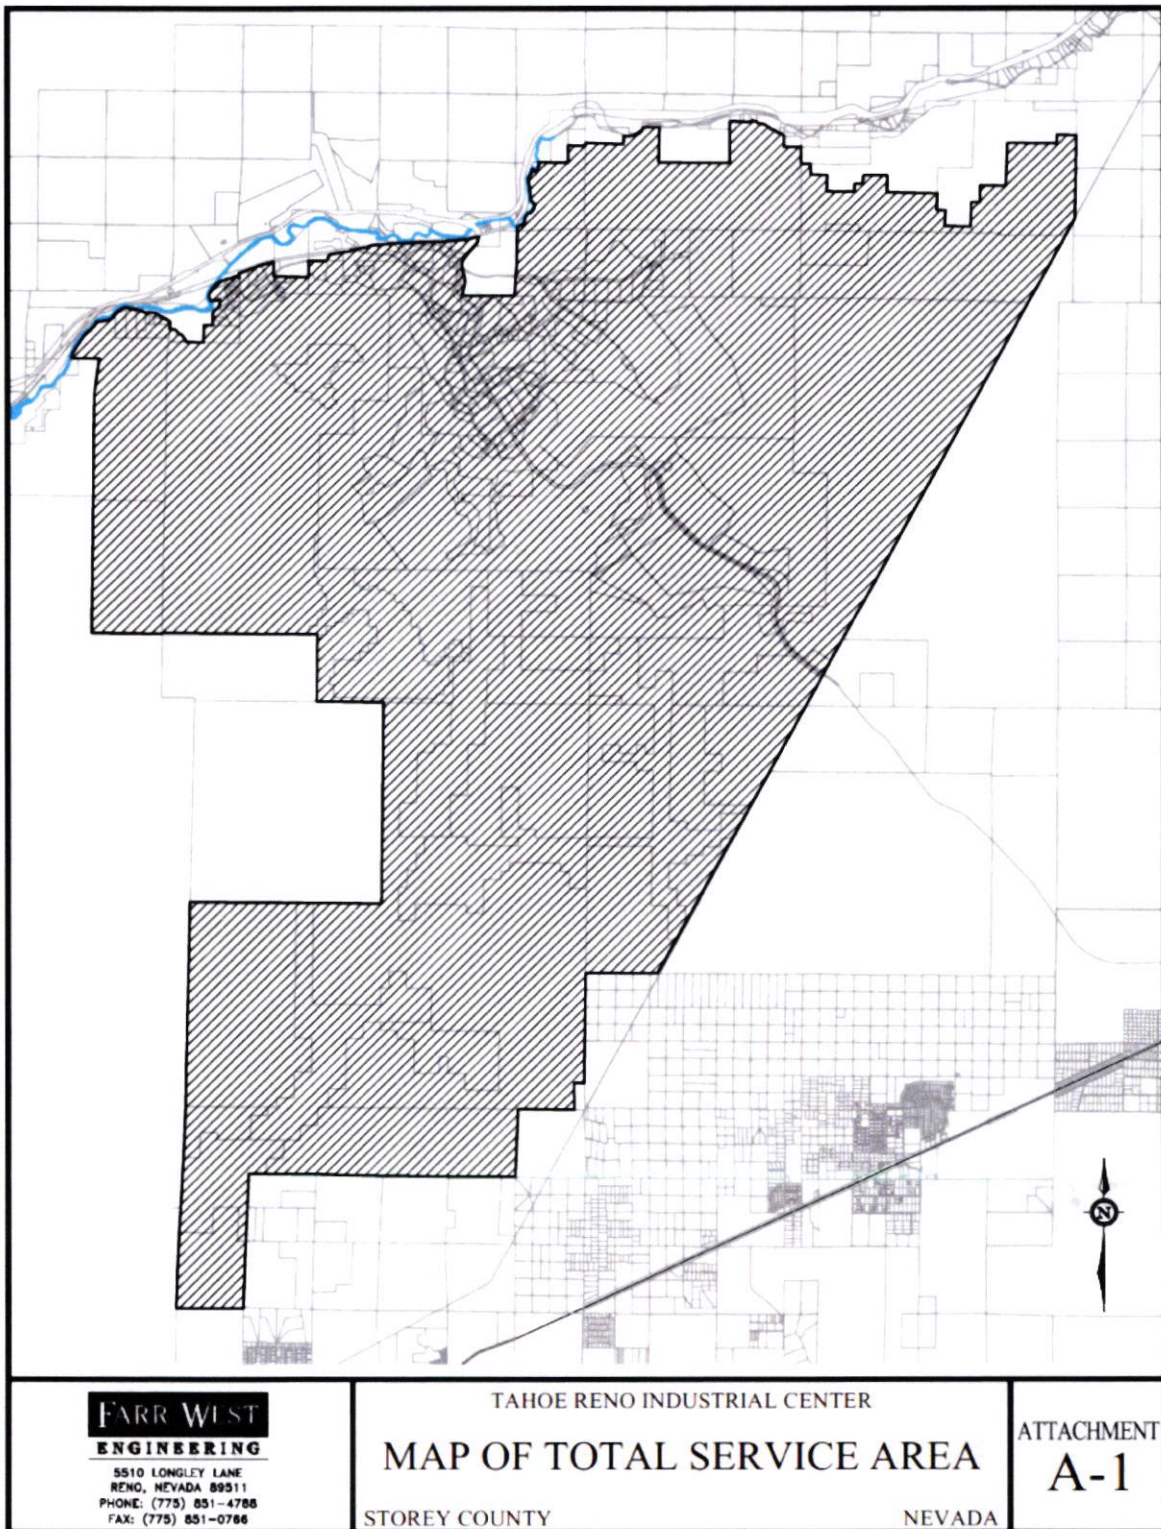 N
FARR WEST
ENGINEERING
5510 LONGLEY LANE
RENO, NEVADA 89511
PHONE: (775) 851-4788
FAX: (775) 851-0766
TAHOE RENO INDUSTRIAL CENTER
MAP OF TOTAL SERVICE AREA
STOREY COUNTY NEVADA
ATTACHMENT
A-1